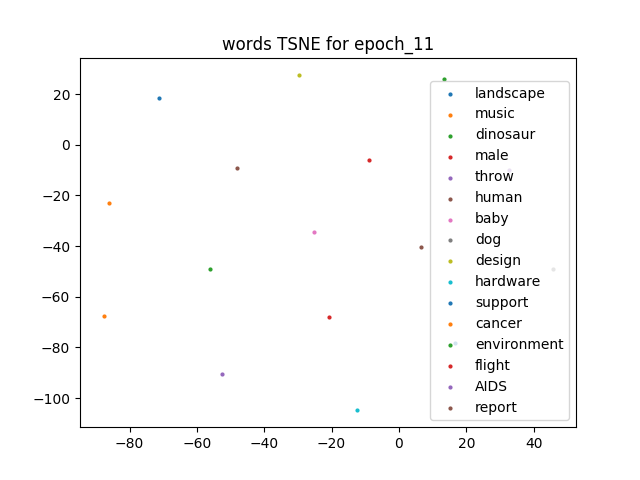 words TSNE for epoch_11
20
0
−20
−40
−60
−80
−100
−80
−60
−40
−20
0
20
40
landscape
music
dinosaur
male
throw
human
baby
dog
design
hardware
support
cancer
environment
flight
AIDS
report